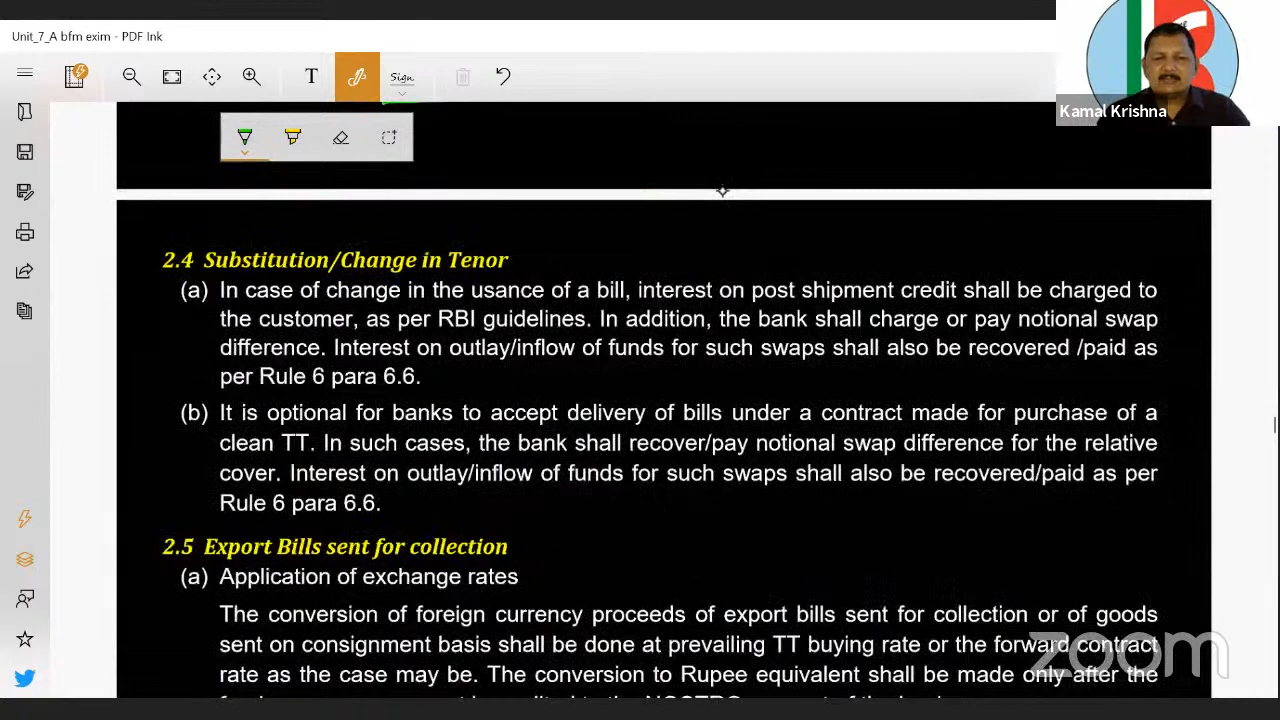 Unit_7_A bfm exim - PDF Ink
T
Sign
Kamal Krishna
2.4 Substitution/Change in Tenor
(a) In case of change in the usance of a bill, interest on post shipment credit shall be charged to
the customer, as per RBI guidelines. In addition, the bank shall charge or pay notional swap
difference. Interest on outlay/inflow of funds for such swaps shall also be recovered /paid as
per Rule 6 para 6.6.
(b) It is optional for banks to accept delivery of bills under a contract made for purchase of a
clean TT. In such cases, the bank shall recover/pay notional swap difference for the relative
cover. Interest on outlay/inflow of funds for such swaps shall also be recovered/paid as per
Rule 6 para 6.6.
2.5 Export Bills sent for collection
(a) Application of exchange rates
The conversion of foreign currency proceeds of export bills sent for collection or of goods
sent on consignment basis shall be done at prevailing TT buying rate or the forward contract
rate as the case may be. The conversion to Rupee equivalent shall be made only after the
zoom